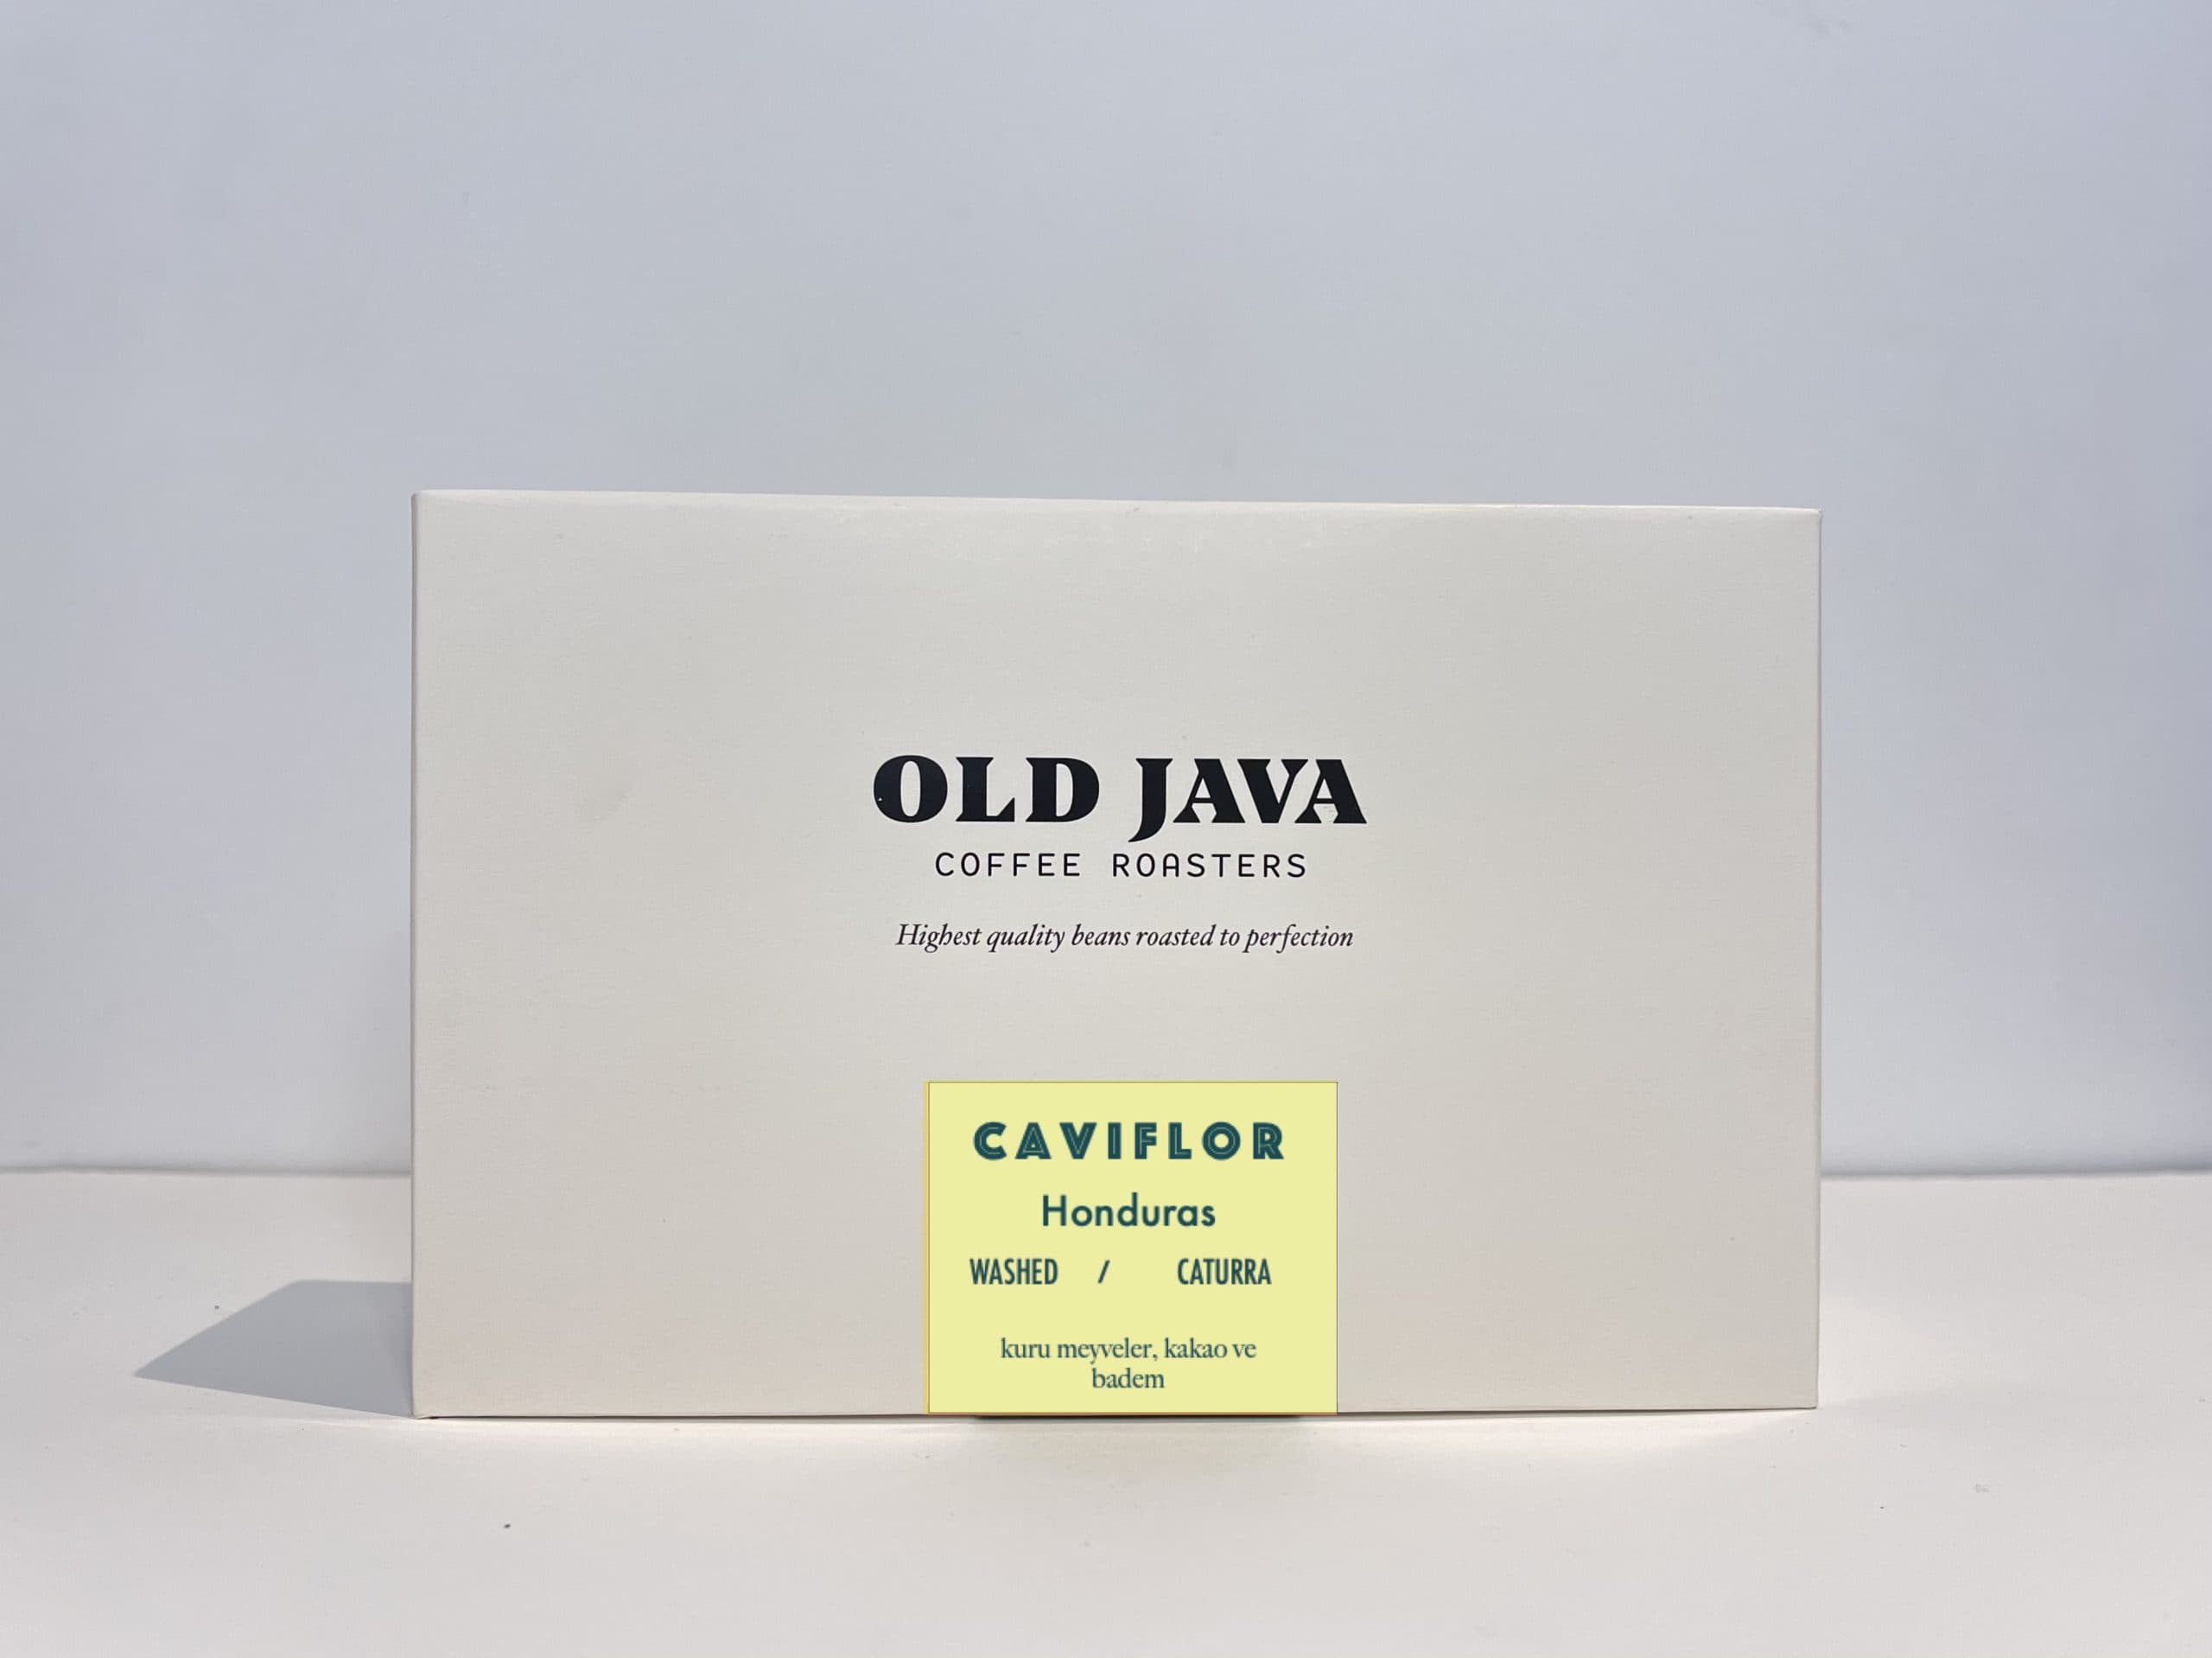 OLD JAVA
COFFEE ROASTERS
Highest quality beans roasted to perfection
CAVIFLOR
Honduras
WASHED / CATURRA
kuru meyveler, kakao ve
badem